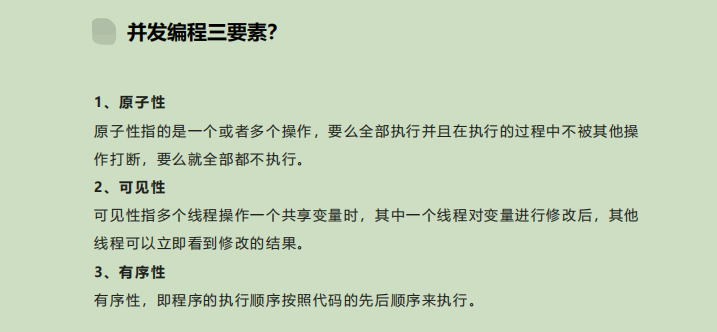 并发编程三要素？
1、原子性
原子性指的是一个或者多个操作，要么全部执行并且在执行的过程中不被其他操
作打断，要么就全部都不执行。
2、可见性
可见性指多个线程操作一个共享变量时，其中一个线程对变量进行修改后，其他
线程可以立即看到修改的结果。
3、有序性
有序性，即程序的执行顺序按照代码的先后顺序来执行。